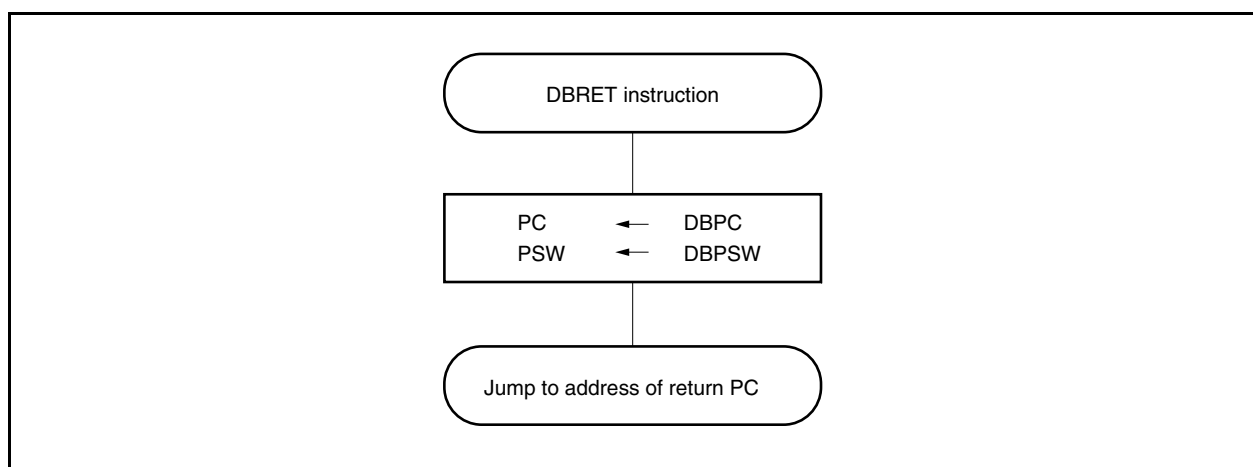 DBRET instruction
PC ← DBPC
PSW ← DBPSW
Jump to address of return PC